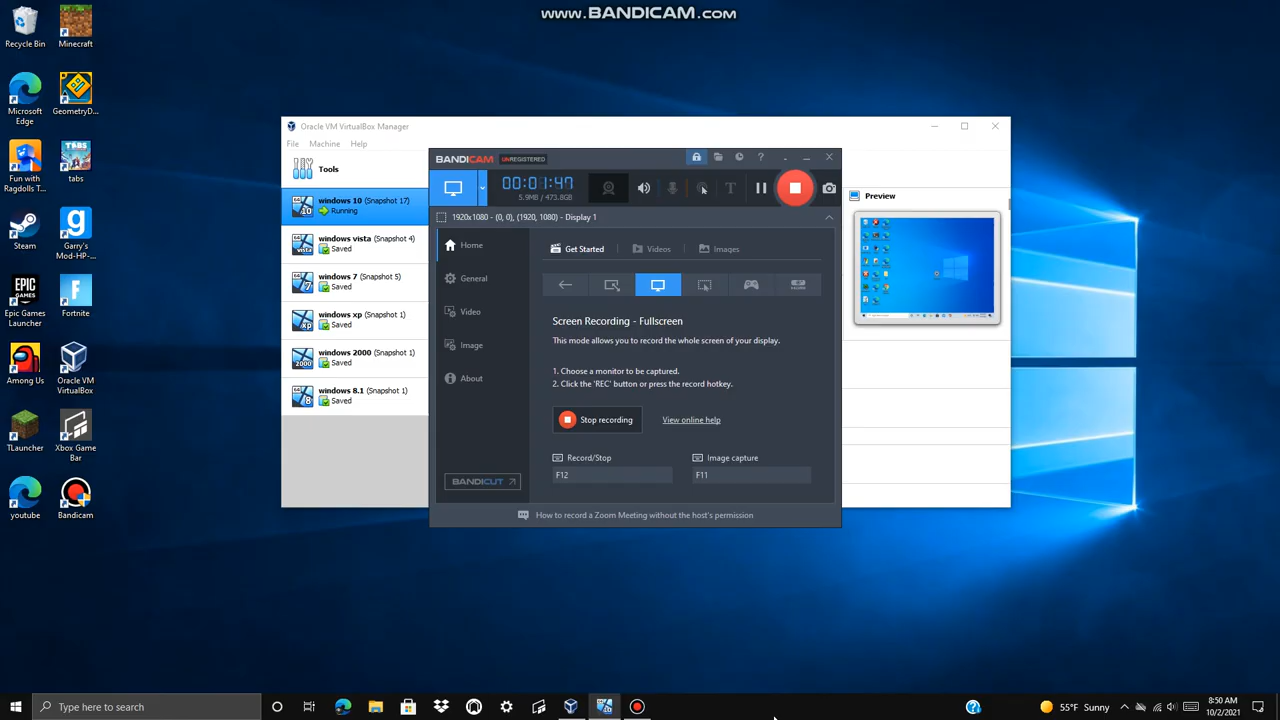 www.BANDICAM.com
Recycle Bin
Minecraft
Microsoft Edge
GeometryD...
Fun with Ragdolls T...
tabs
Steam
Garry's Mod-HP-...
Epic Games Launcher
Fortnite
Among Us
Oracle VM VirtualBox
TLauncher
Xbox Game Bar
youtube
Bandicam
Oracle VM VirtualBox Manager
File Machine Help
Tools
windows 10 (Snapshot 17)
Running
windows vista (Snapshot 4)
Saved
windows 7 (Snapshot 5)
Saved
windows xp (Snapshot 1)
Saved
windows 2000 (Snapshot 1)
Saved
windows 8.1 (Snapshot 1)
Saved
Preview
BANDICAM UNREGISTERED
00:01:47
5.9MB / 473.8GB
1920x1080 - (0, 0), (1920, 1080) - Display 1
Home
General
Video
Image
About
BANDICUT
Get Started Videos Images
Screen Recording - Fullscreen
This mode allows you to record the whole screen of your display.
1. Choose a monitor to be captured.
2. Click the 'REC' button or press the record hotkey.
Stop recording View online help
Record/Stop Image capture
F12 F11
How to record a Zoom Meeting without the host's permission
Type here to search
55°F Sunny
8:50 AM
10/2/2021